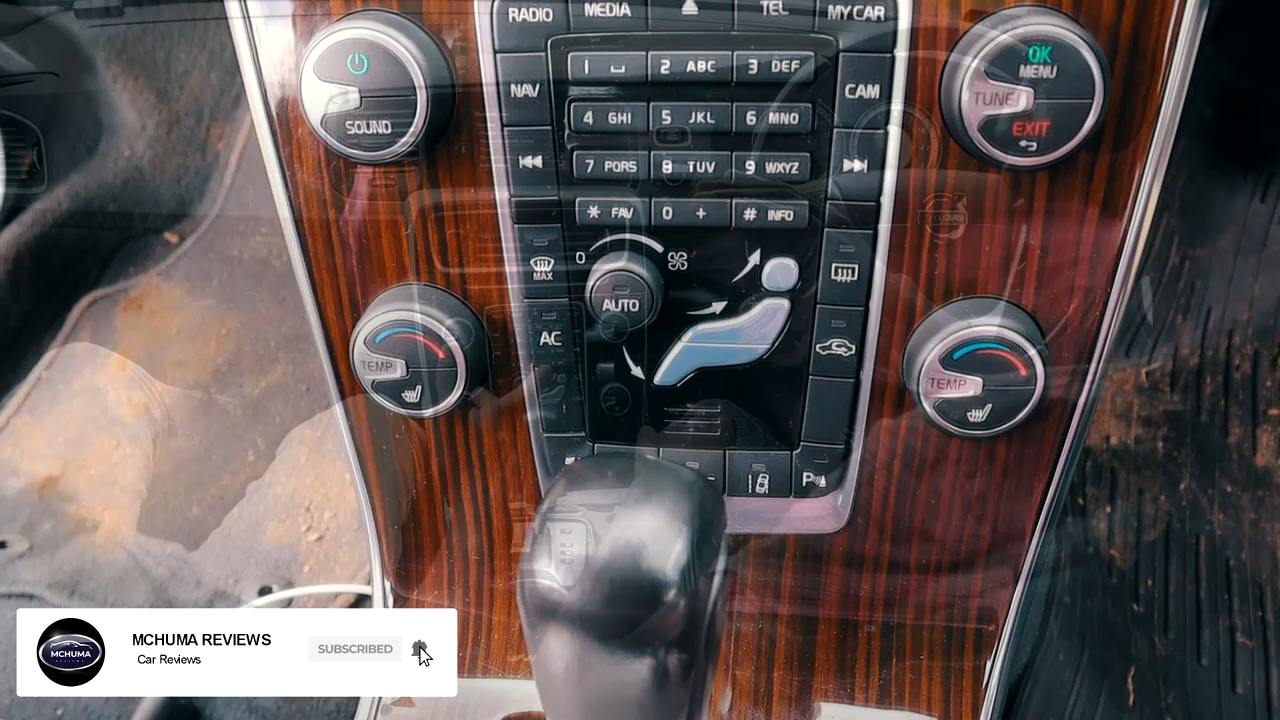 RADIO MEDIA TEL MY CAR
NAV CAM
1 2 ABC 3 DEF
4 GHI 5 JKL 6 MNO
7 PQRS 8 TUV 9 WXYZ
* FAV 0 + # INFO
SOUND
OK
MENU
TUNE
EXIT
MAX
0
AUTO
AC
TEMP
TEMP
P
MCHUMA REVIEWS
Car Reviews
SUBSCRIBED
MCHUMA